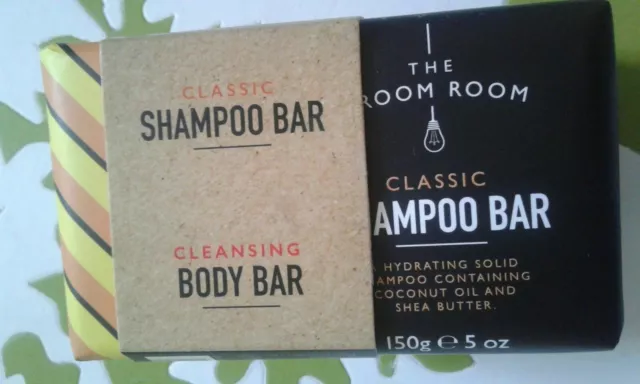 CLASSIC
SHAMPOO BAR
CLEANSING
BODY BAR
THE
ROOM ROOM
CLASSIC
AMPOO BAR
HYDRATING SOLID
AMPOO CONTAINING
COCONUT OIL AND
SHEA BUTTER.
150g ℮ 5 oz